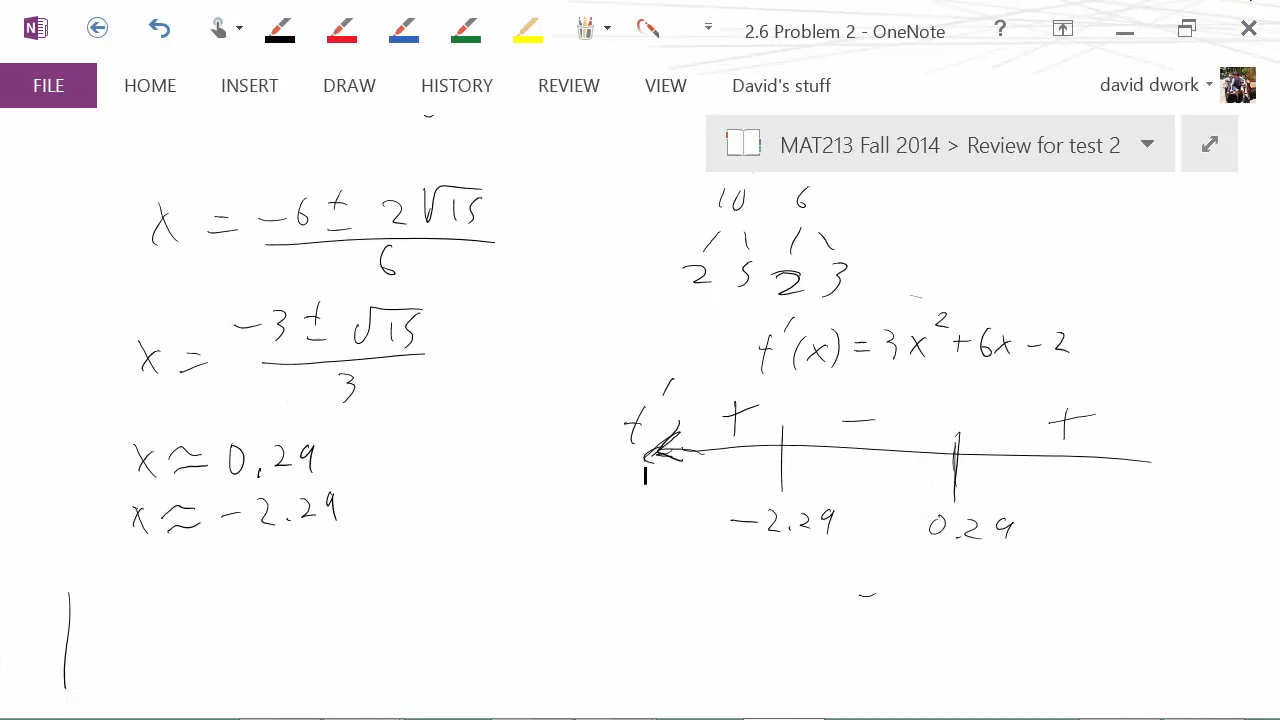 2.6 Problem 2 - OneNote
?
FILE HOME INSERT DRAW HISTORY REVIEW VIEW David's stuff
david dwork
MAT213 Fall 2014 > Review for test 2
x = (-6 ± 2√15)/6
x = (-3 ± √15)/3
x ≈ 0.29
x ≈ -2.29
10 6
2 5 2 3
f'(x) = 3x² + 6x - 2
f' + - +
-2.29 0.29